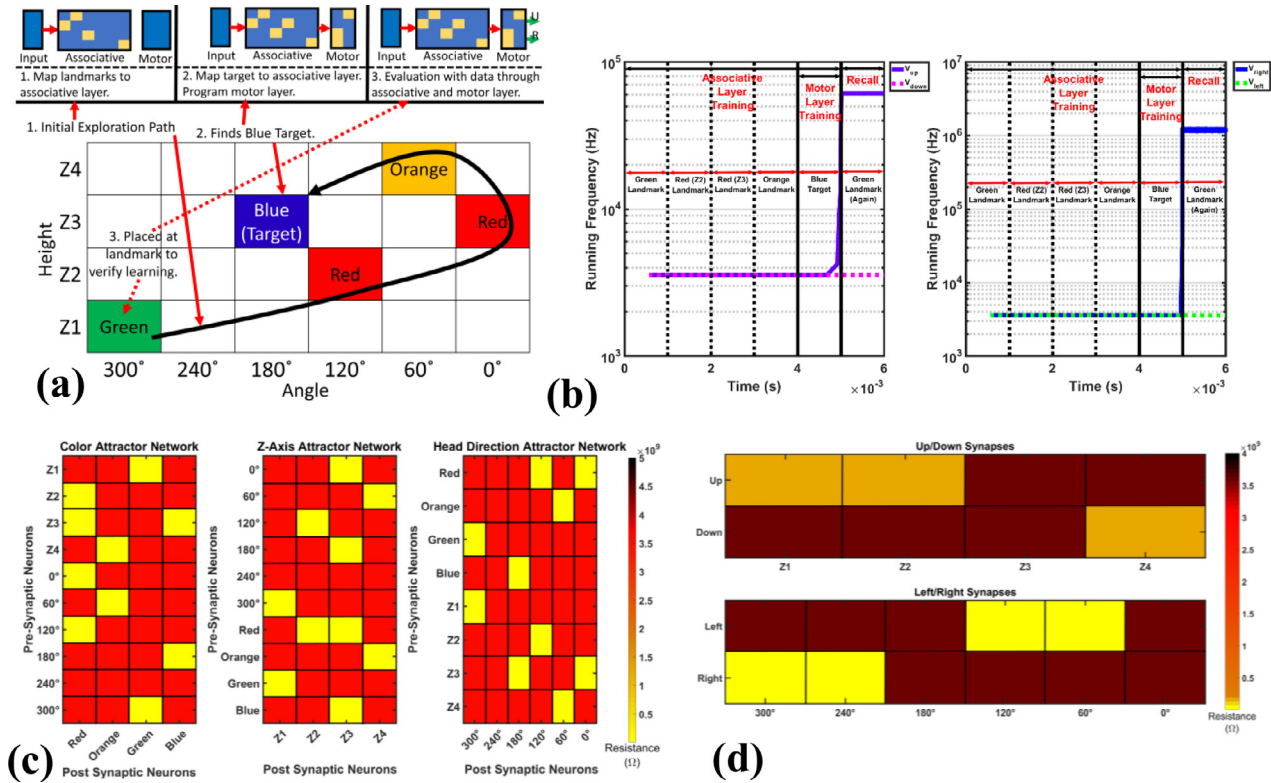 Input Associative Motor
1. Map landmarks to
associative layer.
Input Associative Motor
2. Map target to associative layer.
Program motor layer.
U
R
Input Associative Motor
3. Evaluation with data through
associative and motor layer.
1. Initial Exploration Path
2. Finds Blue Target.
Height
Z4
Z3
Z2
Z1
Orange
Blue
(Target)
Red
3. Placed at
landmark to
verify learning.
Red
Green
300° 240° 180° 120° 60° 0°
Angle
(a)
Running Frequency (Hz)
10^5
10^4
10^3
Associative
Layer
Training
Motor
Layer
Training
Recall
V_up
V_down
Green
Landmark
Red (Z2)
Landmark
Red (Z3)
Landmark
Orange
Landmark
Blue
Target
Green
Landmark
(Again)
0 2 4 6
Time (s) ×10^-3
(b)
Running Frequency (Hz)
10^7
10^6
10^5
10^4
10^3
Associative
Layer
Training
Motor
Layer
Training
Recall
V_right
V_left
Green
Landmark
Red (Z2)
Landmark
Red (Z3)
Landmark
Orange
Landmark
Blue
Target
Green
Landmark
(Again)
0 2 4 6
Time (s) ×10^-3
Color Attractor Network
Pre-Synaptic Neurons
Z1
Z2
Z3
Z4
0°
60°
120°
180°
240°
300°
Red Orange Green Blue
Post Synaptic Neurons
Z-Axis Attractor Network
Pre-Synaptic Neurons
0°
60°
120°
180°
240°
300°
Red
Orange
Green
Blue
Z1 Z2 Z3 Z4
Post Synaptic Neurons
Head Direction Attractor Network
Pre-Synaptic Neurons
Red
Orange
Green
Blue
Z1
Z2
Z3
Z4
300° 240° 180° 120° 60° 0°
Post Synaptic Neurons
×10^9
5
4.5
4
3.5
3
2.5
2
1.5
1
0.5
Resistance
(Ω)
(c)
Up/Down Synapses
Up
Down
Z1 Z2 Z3 Z4
Left/Right Synapses
Left
Right
300° 240° 180° 120° 60° 0°
×10^9
4
3.5
3
2.5
2
1.5
1
0.5
Resistance
(Ω)
(d)